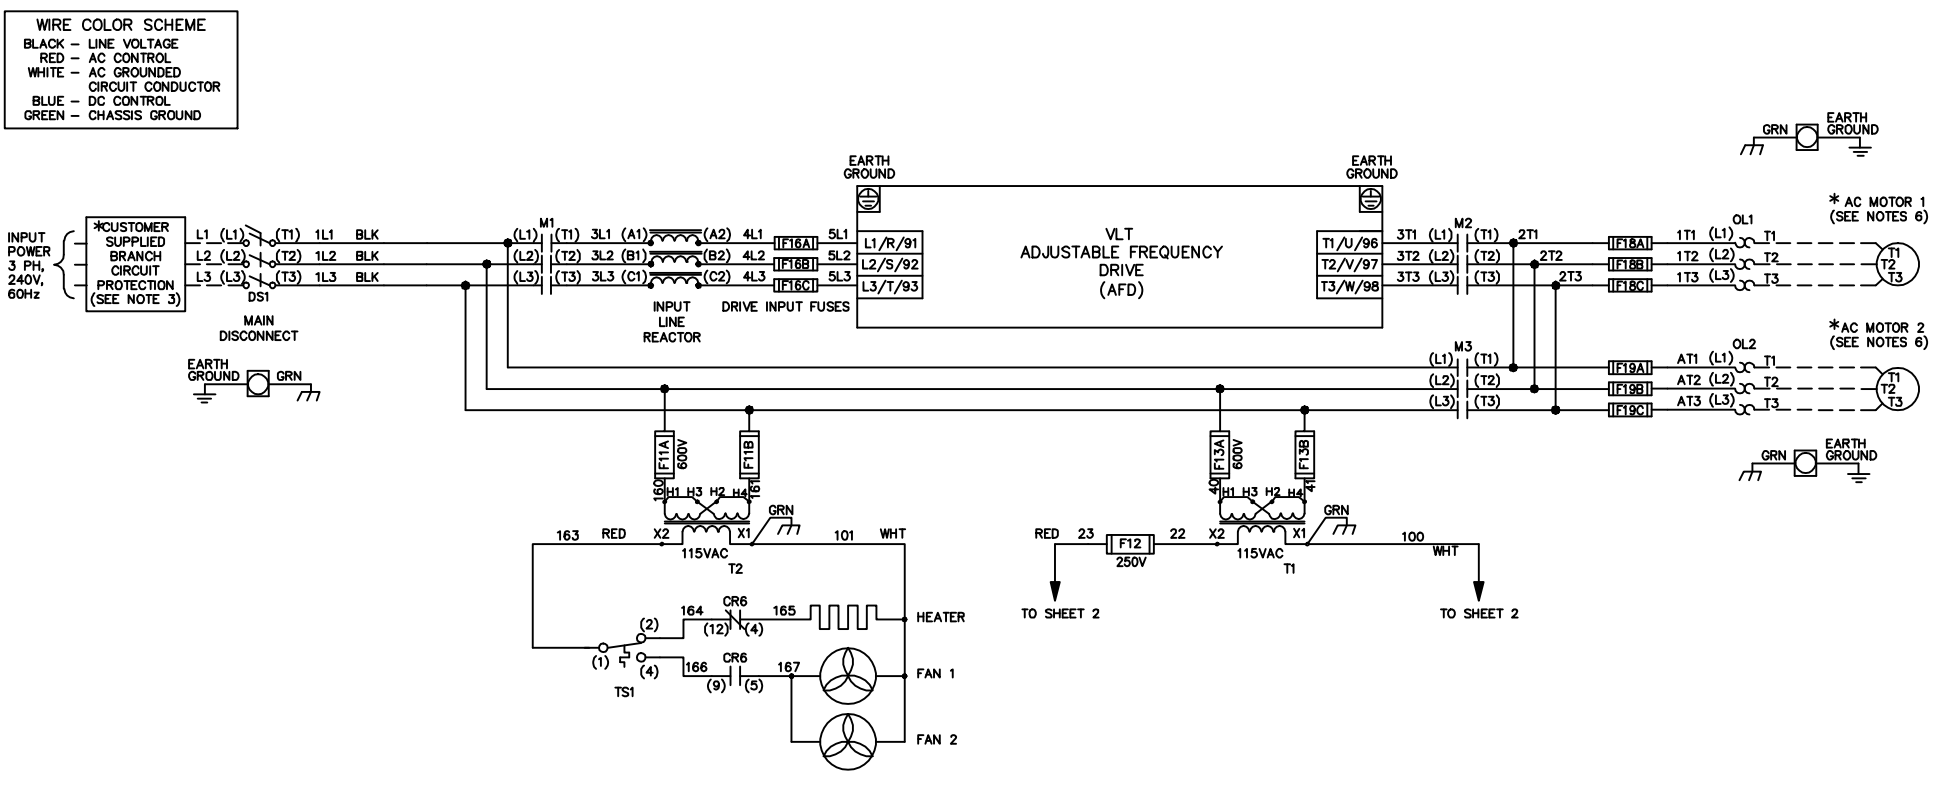 WIRE COLOR SCHEME
BLACK – LINE VOLTAGE
RED – AC CONTROL
WHITE – AC GROUNDED
CIRCUIT CONDUCTOR
BLUE – DC CONTROL
GREEN – CHASSIS GROUND
GRN
EARTH
GROUND
EARTH
GROUND
EARTH
GROUND
INPUT
POWER
3 PH,
240V,
60Hz
*CUSTOMER
SUPPLIED
BRANCH
CIRCUIT
PROTECTION
(SEE NOTE 3)
L1 (L1) (T1) 1L1 BLK
L2 (L2) (T2) 1L2 BLK
L3 (L3) (T3) 1L3 BLK
DS1
MAIN
DISCONNECT
M1
(L1) (T1) 3L1 (A1) (A2) 4L1 F16A 5L1 L1/R/91
(L2) (T2) 3L2 (B1) (B2) 4L2 F16B 5L2 L2/S/92
(L3) (T3) 3L3 (C1) (C2) 4L3 F16C 5L3 L3/T/93
INPUT
LINE
REACTOR
DRIVE INPUT FUSES
VLT
ADJUSTABLE FREQUENCY
DRIVE
(AFD)
M2
T1/U/96 3T1 (L1) (T1) 2T1 F18A 1T1 (L1) T1
T2/V/97 3T2 (L2) (T2) 2T2 F18B 1T2 (L2) T2
T3/W/98 3T3 (L3) (T3) 2T3 F18C 1T3 (L3) T3
OL1
* AC MOTOR 1
(SEE NOTES 6)
T1
T2
T3
EARTH
GROUND
GRN
M3
(L1) (T1) F19A AT1 (L1) T1
(L2) (T2) F19B AT2 (L2) T2
(L3) (T3) F19C AT3 (L3) T3
OL2
*AC MOTOR 2
(SEE NOTES 6)
T1
T2
T3
GRN
EARTH
GROUND
F11A
600V
F11B
160
161
H1 H3 H2 H4
GRN
163 RED X2 X1 101 WHT
115VAC
T2
F13A
600V
F13B
40
41
H1 H3 H2 H4
GRN
RED 23 F12 22 X2 X1 100
WHT
250V
115VAC
T1
TO SHEET 2
TO SHEET 2
CR6
164 165
(12) (4)
HEATER
(2)
(1)
(4)
TS1
CR6
166 167
(9) (5)
FAN 1
FAN 2